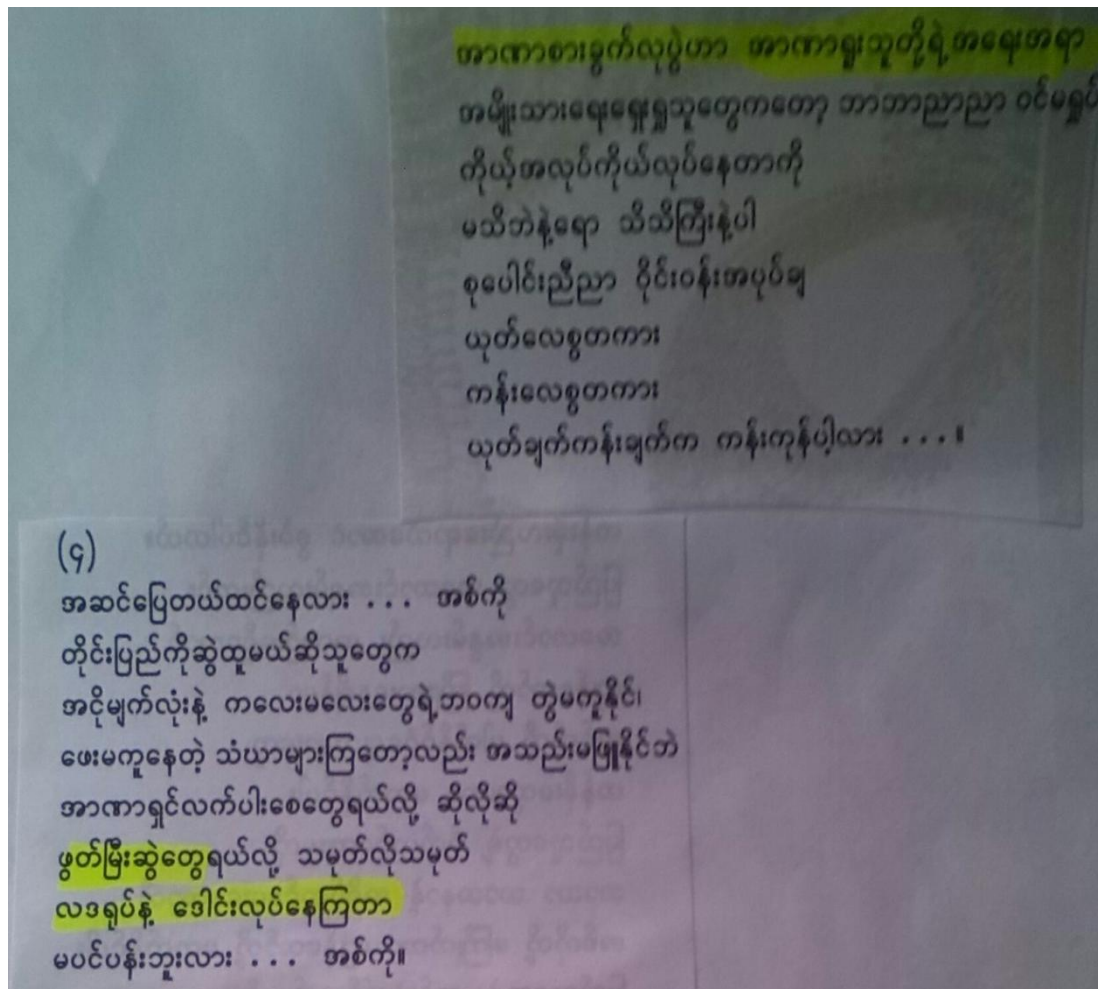 အာဏာစားခွက်လုပွဲဟာ အာဏာရူးသူတို့ရဲ့အရေးအရာ
အမျိုးသားရေးရှေးရှုသူတွေကတော့ ဘာဘာညာညာ ဝင်မရှုပ်
ကိုယ့်အလုပ်ကိုယ်လုပ်နေတာကို
မသိဘဲနဲ့ရော သိသိကြီးနဲ့ပါ
စုပေါင်းညီညာ ဝိုင်းဝန်းအပုပ်ချ
ယုတ်လေစွတကား
ကန်းလေစွတကား
ယုတ်ချက်ကန်းချက်က ကန်းကုန်ပါ့လား ...။
(၄)
အဆင်ပြေတယ်ထင်နေလား ... အစ်ကို
တိုင်းပြည်ကိုဆွဲထူမယ်ဆိုသူတွေက
အငိုမျက်လုံးနဲ့ ကလေးမလေးတွေရဲ့ဘဝကျ တွဲမကူနိုင်၊
ဖေးမကူနေတဲ့ သံဃာများကြတော့လည်း အသည်းမဖြူနိုင်ဘဲ
အာဏာရှင်လက်ပါးစေတွေရယ်လို့ ဆိုလိုဆို
ဖွတ်မြီးဆွဲတွေရယ်လို့ သမုတ်လိုသမုတ်
လဒရုပ်နဲ့ ဒေါင်းလုပ်နေကြတာ
မပင်ပန်းဘူးလား ... အစ်ကို။